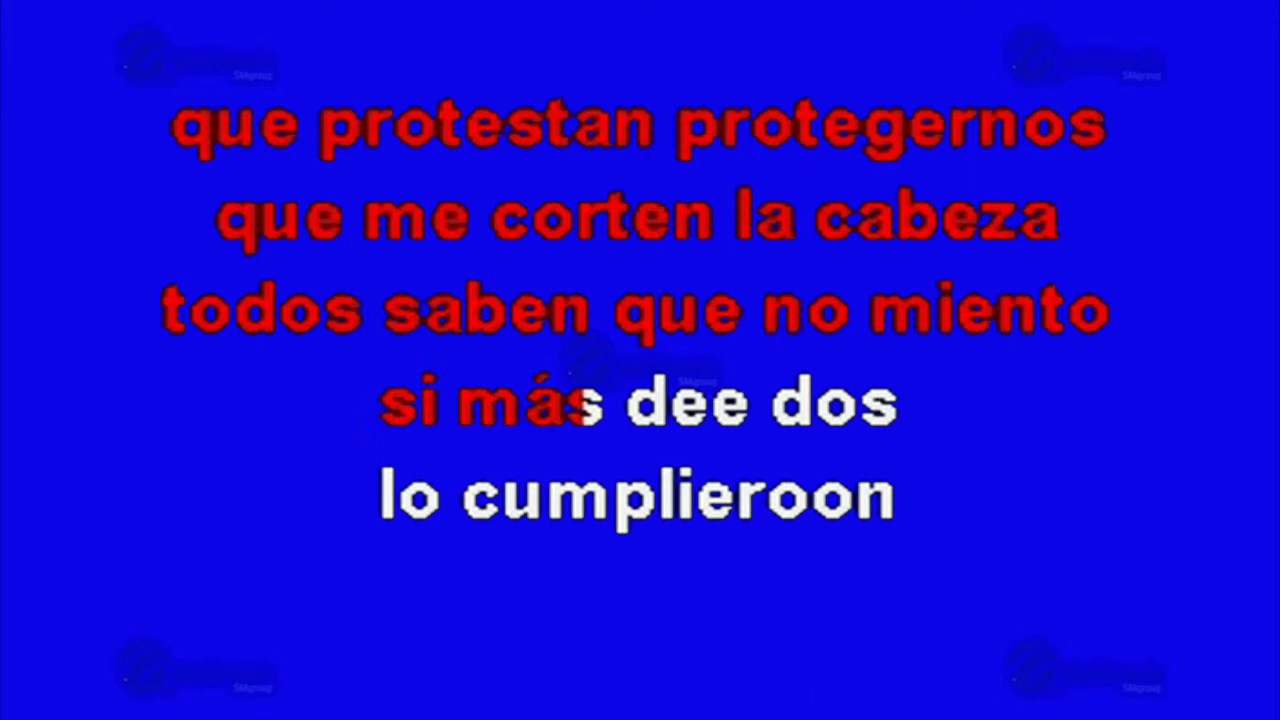 que protestan protegernos
que me corten la cabeza
todos saben que no miento
si más dee dos
lo cumplieroon